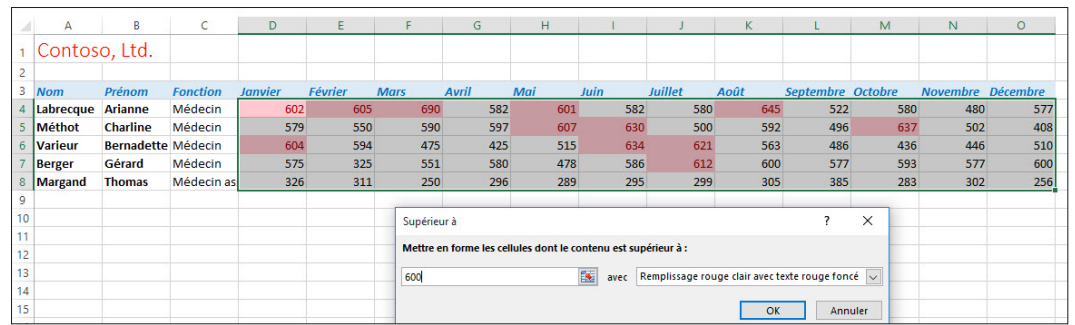 A B C D E F G H I J K L M N O
1 Contoso, Ltd.
2
3 Nom Prénom Fonction Janvier Février Mars Avril Mai Juin Juillet Août Septembre Octobre Novembre Décembre
4 Labrecque Arianne Médecin 602 605 690 582 601 582 580 645 522 580 480 577
5 Méthot Charline Médecin 579 550 590 597 607 630 500 592 496 637 502 408
6 Varieur Bernadette Médecin 604 594 475 425 515 634 621 563 486 436 446 510
7 Berger Gérard Médecin 575 325 551 580 478 586 612 600 577 593 577 600
8 Margand Thomas Médecin as 326 311 250 296 289 295 299 305 385 283 302 256
9
10 Supérieur à ? X
11
12 Mettre en forme les cellules dont le contenu est supérieur à :
13 600 avec Remplissage rouge clair avec texte rouge foncé
14
15 OK Annuler